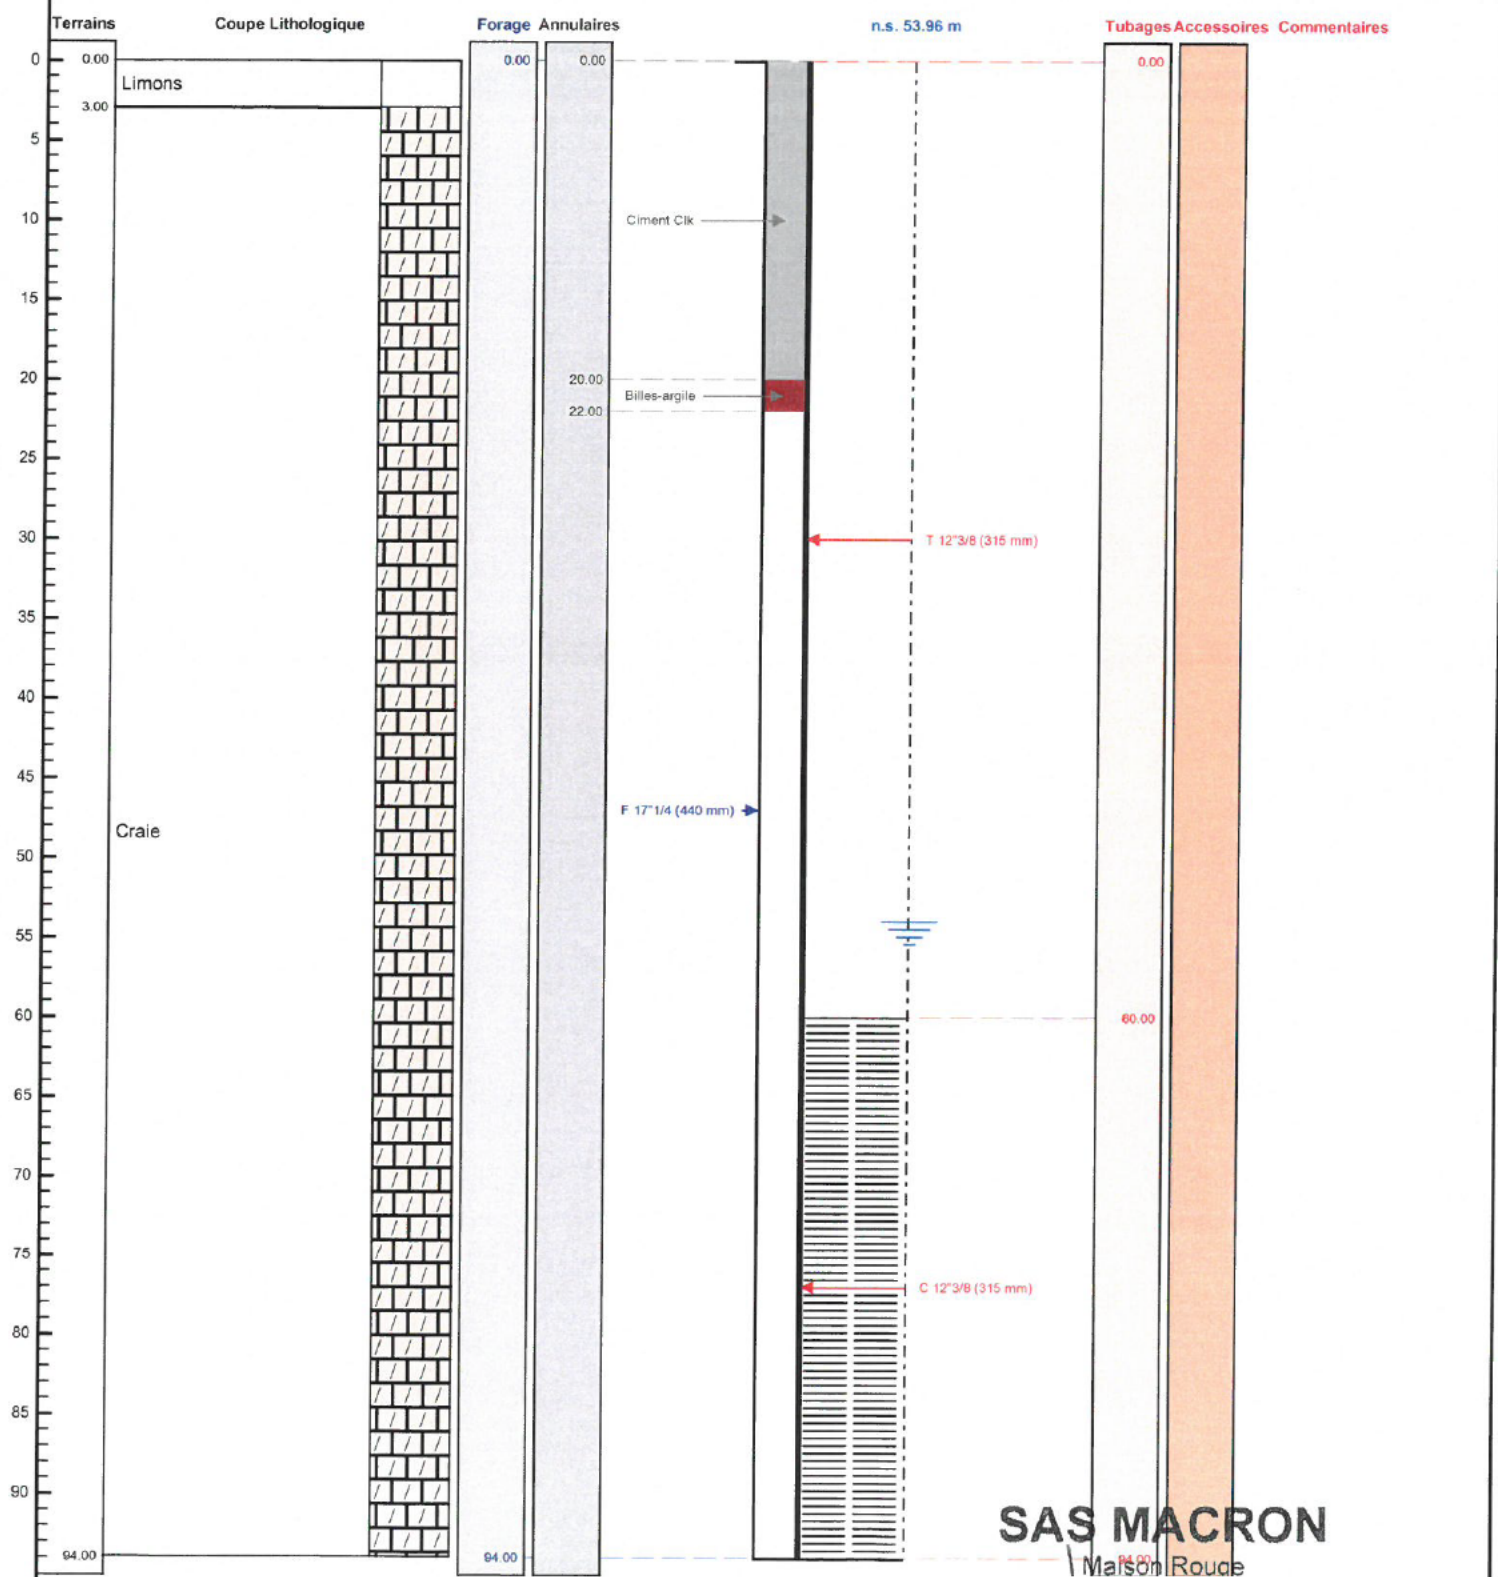 Terrains Coupe Lithologique Forage Annulaires n.s. 53.96 m Tubages Accessoires Commentaires
0 0.00 0.00 0.00 0.00
Limons
3.00
5
10 Ciment Clk
15
20 20.00
Billes-argile
22.00
25
30 T 12"3/8 (315 mm)
35
40
45
F 17"1/4 (440 mm)
Craie
50
55
60 60.00
65
70
75
C 12"3/8 (315 mm)
80
85
90
SAS MACRON
94.00 94.00 94.00
Maison Rouge